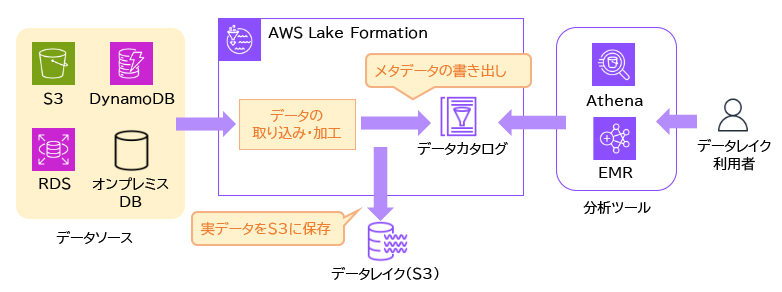 AWS Lake Formation
S3
DynamoDB
RDS
オンプレミス
DB
データソース
データの
取り込み・加工
メタデータの書き出し
データカタログ
実データをS3に保存
データレイク(S3)
Athena
EMR
分析ツール
データレイク
利用者